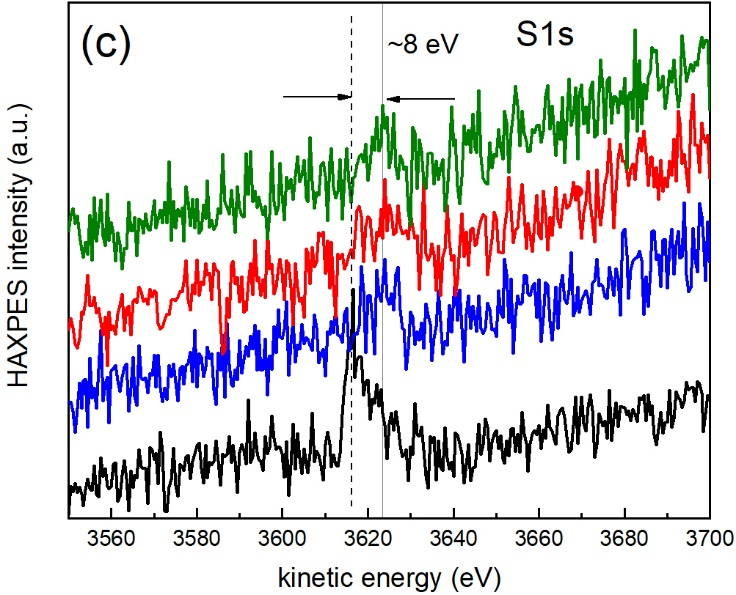 (c)
S1s
~8 eV
HAXPES intensity (a.u.)
3560 3580 3600 3620 3640 3660 3680 3700
kinetic energy (eV)